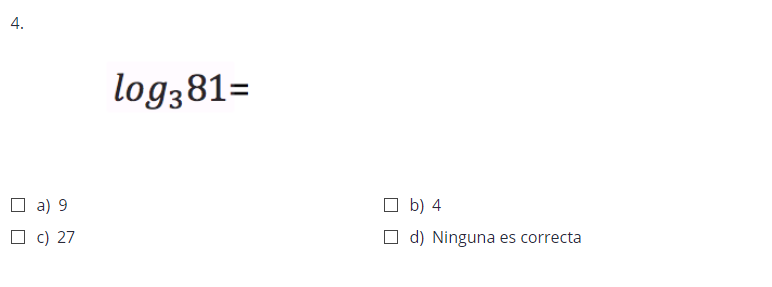 4.
log₃81=
a) 9
b) 4
c) 27
d) Ninguna es correcta